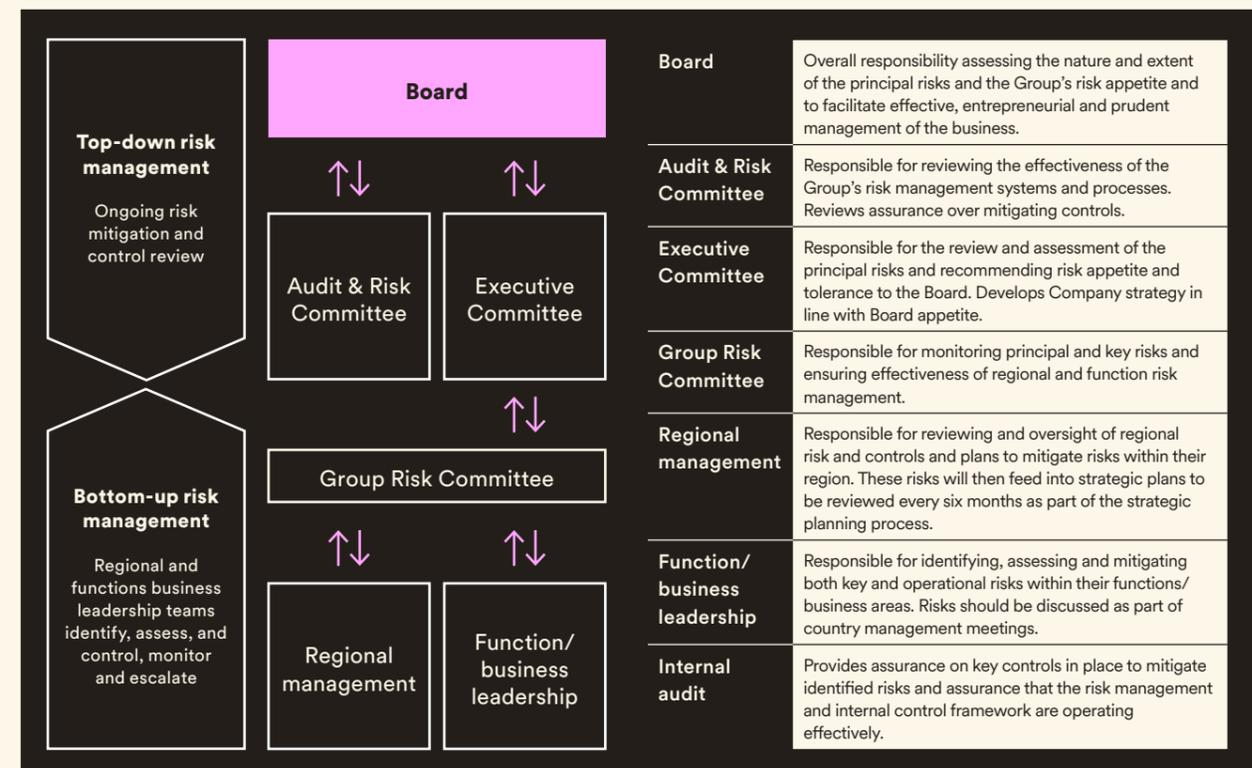 Top-down risk
management
Ongoing risk
mitigation and
control review
Bottom-up risk
management
Regional and
functions business
leadership teams
identify, assess, and
control, monitor
and escalate
Board
Audit & Risk
Committee
Executive
Committee
Group Risk Committee
Regional
management
Function/
business
leadership
Board
Overall responsibility assessing the nature and extent
of the principal risks and the Group’s risk appetite and
to facilitate effective, entrepreneurial and prudent
management of the business.
Audit & Risk
Committee
Responsible for reviewing the effectiveness of the
Group’s risk management systems and processes.
Reviews assurance over mitigating controls.
Executive
Committee
Responsible for the review and assessment of the
principal risks and recommending risk appetite and
tolerance to the Board. Develops Company strategy in
line with Board appetite.
Group Risk
Committee
Responsible for monitoring principal and key risks and
ensuring effectiveness of regional and function risk
management.
Regional
management
Responsible for reviewing and oversight of regional
risk and controls and plans to mitigate risks within their
region. These risks will then feed into strategic plans to
be reviewed every six months as part of the strategic
planning process.
Function/
business
leadership
Responsible for identifying, assessing and mitigating
both key and operational risks within their functions/
business areas. Risks should be discussed as part of
country management meetings.
Internal
audit
Provides assurance on key controls in place to mitigate
identified risks and assurance that the risk management
and internal control framework are operating
effectively.